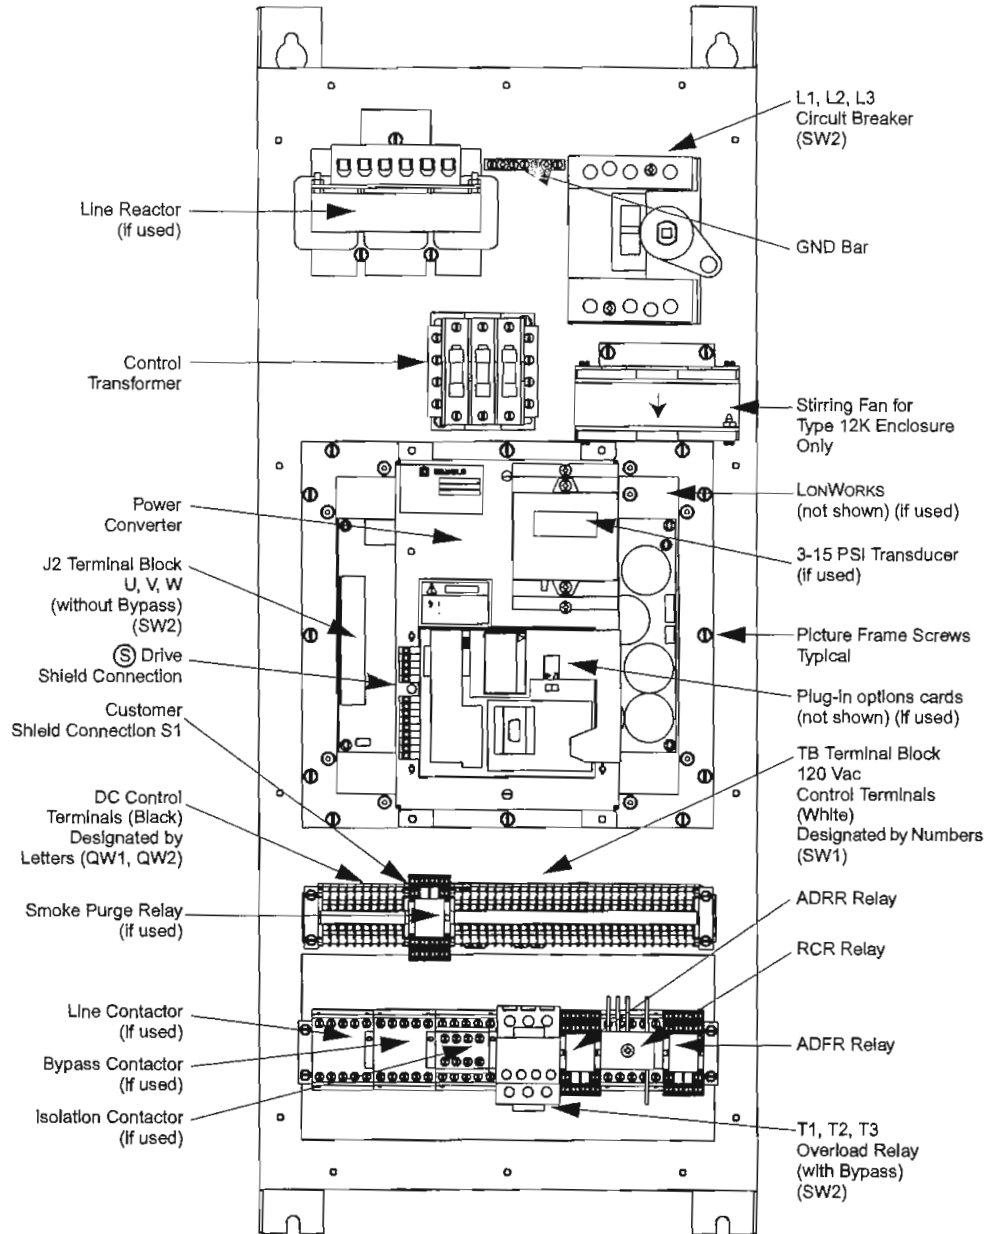 L1, L2, L3
Circuit Breaker
(SW2)
Line Reactor
(if used)
GND Bar
Control
Transformer
Stirring Fan for
Type 12K Enclosure
Only
Power
Converter
LONWORKS
(not shown) (if used)
J2 Terminal Block
U, V, W
(without Bypass)
(SW2)
3-15 PSI Transducer
(if used)
S Drive
Shield Connection
Picture Frame Screws
Typical
Customer
Shield Connection S1
Plug-in options cards
(not shown) (if used)
DC Control
Terminals (Black)
Designated by
Letters (QW1, QW2)
TB Terminal Block
120 Vac
Control Terminals
(White)
Designated by Numbers
(SW1)
Smoke Purge Relay
(if used)
ADRR Relay
RCR Relay
Line Contactor
(if used)
ADFR Relay
Bypass Contactor
(if used)
Isolation Contactor
(if used)
T1, T2, T3
Overload Relay
(with Bypass)
(SW2)